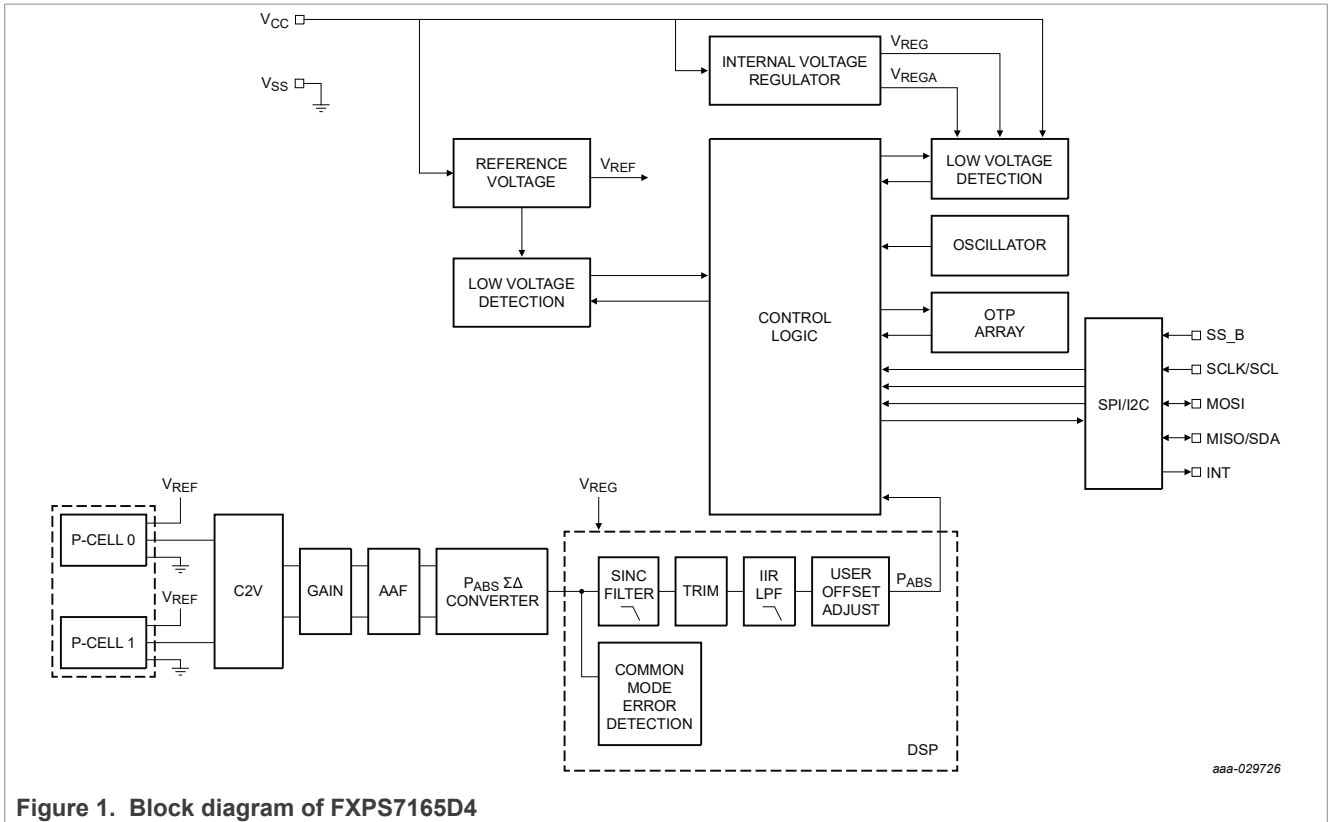 VCC
VSS
INTERNAL VOLTAGE
REGULATOR
VREG
VREGA
REFERENCE
VOLTAGE
VREF
LOW VOLTAGE
DETECTION
CONTROL
LOGIC
LOW VOLTAGE
DETECTION
OSCILLATOR
OTP
ARRAY
SPI/I2C
SS_B
SCLK/SCL
MOSI
MISO/SDA
INT
VREF
P-CELL 0
VREF
P-CELL 1
C2V
GAIN
AAF
PABS ΣΔ
CONVERTER
VREG
SINC
FILTER
TRIM
IIR
LPF
USER
OFFSET
ADJUST
PABS
COMMON
MODE
ERROR
DETECTION
DSP
aaa-029726
Figure 1. Block diagram of FXPS7165D4